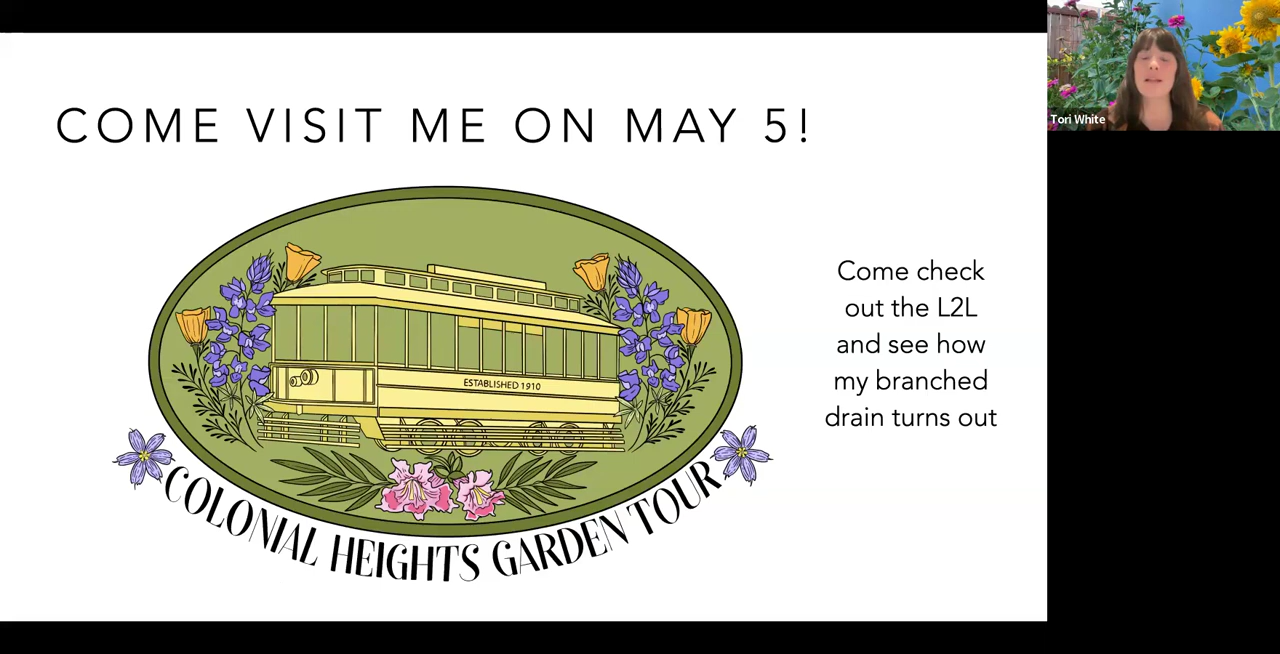 COME VISIT ME ON MAY 5!
Tori White
ESTABLISHED 1910
COLONIAL HEIGHTS GARDEN TOUR
Come check
out the L2L
and see how
my branched
drain turns out